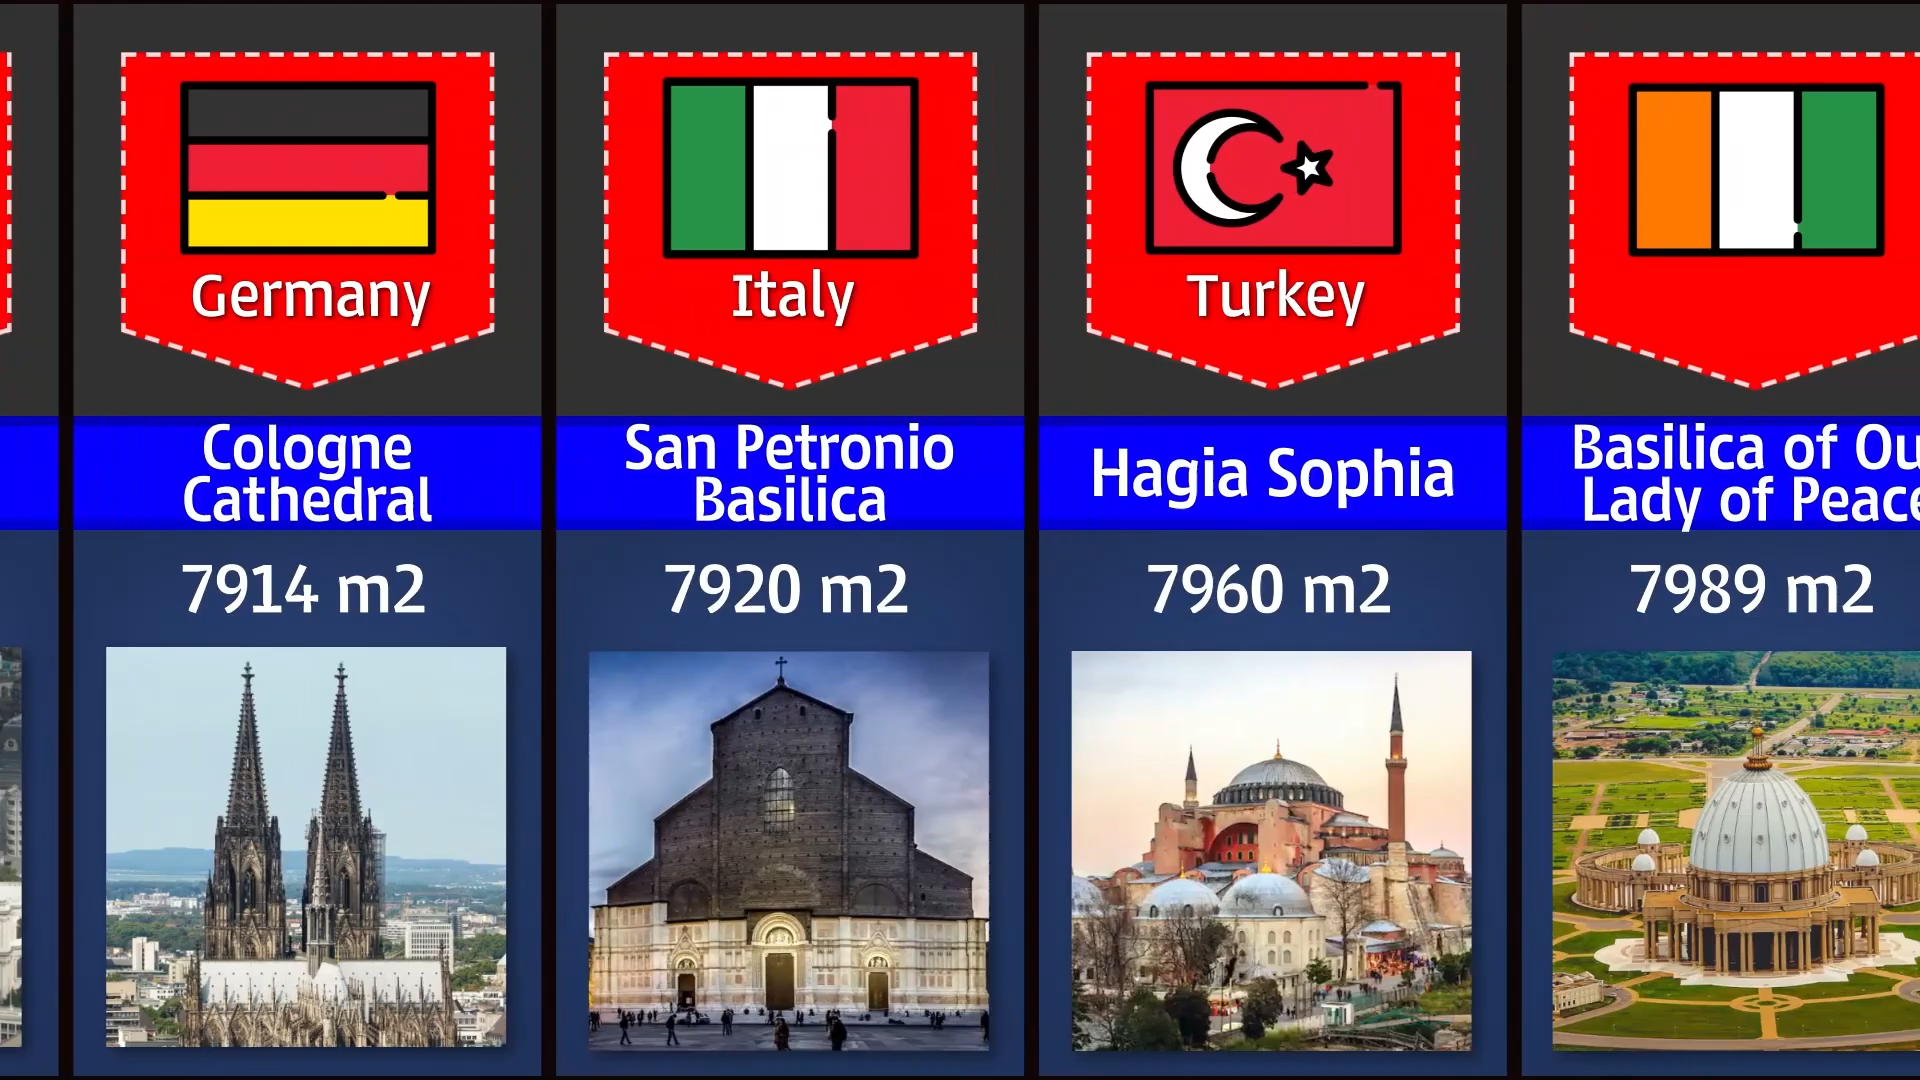 Germany
Cologne
Cathedral
7914 m2
Italy
San Petronio
Basilica
7920 m2
Turkey
Hagia Sophia
7960 m2
Basilica of Ou
Lady of Peace
7989 m2